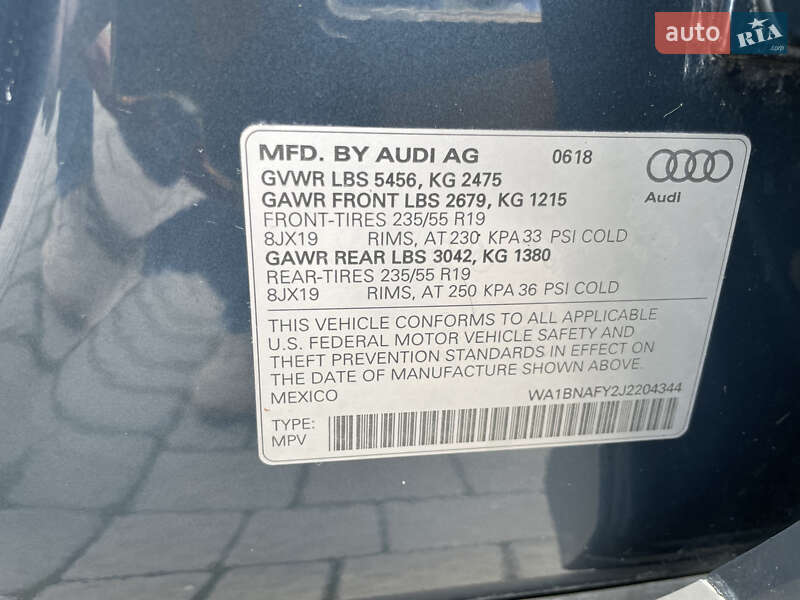 auto RIA
.com
MFD. BY AUDI AG 0618
GVWR LBS 5456, KG 2475
GAWR FRONT LBS 2679, KG 1215
FRONT-TIRES 235/55 R19
8JX19 RIMS, AT 230 KPA 33 PSI COLD
GAWR REAR LBS 3042, KG 1380
REAR-TIRES 235/55 R19
8JX19 RIMS, AT 250 KPA 36 PSI COLD
Audi
THIS VEHICLE CONFORMS TO ALL APPLICABLE
U.S. FEDERAL MOTOR VEHICLE SAFETY AND
THEFT PREVENTION STANDARDS IN EFFECT ON
THE DATE OF MANUFACTURE SHOWN ABOVE.
MEXICO WA1BNAFY2J2204344
TYPE:
MPV